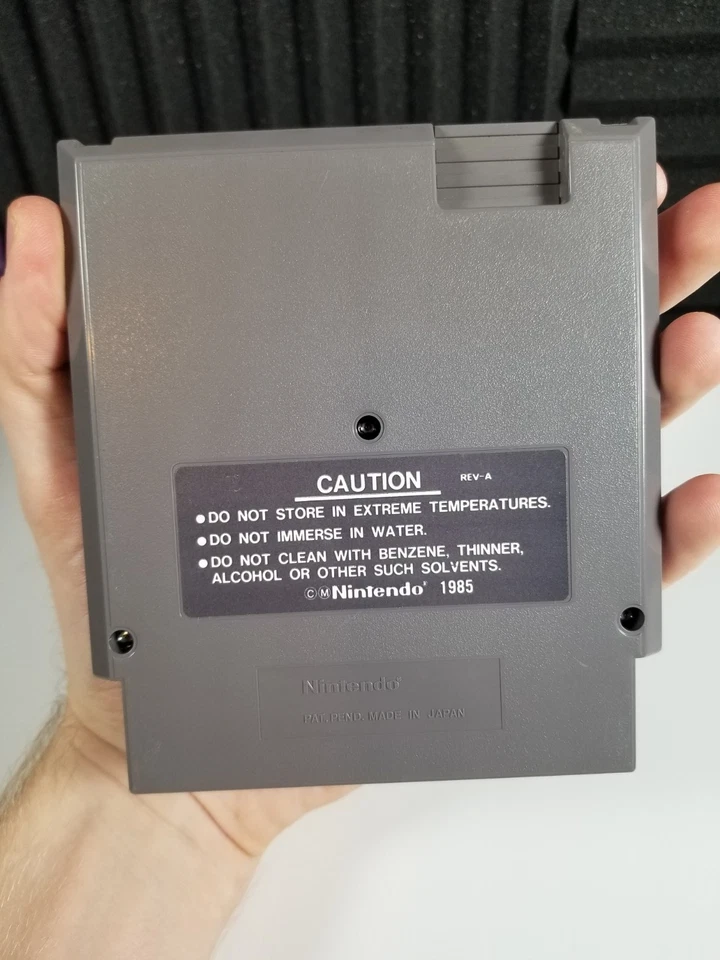 CAUTION REV-A
●DO NOT STORE IN EXTREME TEMPERATURES.
●DO NOT IMMERSE IN WATER.
●DO NOT CLEAN WITH BENZENE, THINNER,
ALCOHOL OR OTHER SUCH SOLVENTS.
ⒸⓂNintendo® 1985
Nintendo®
PAT. PEND. MADE IN JAPAN